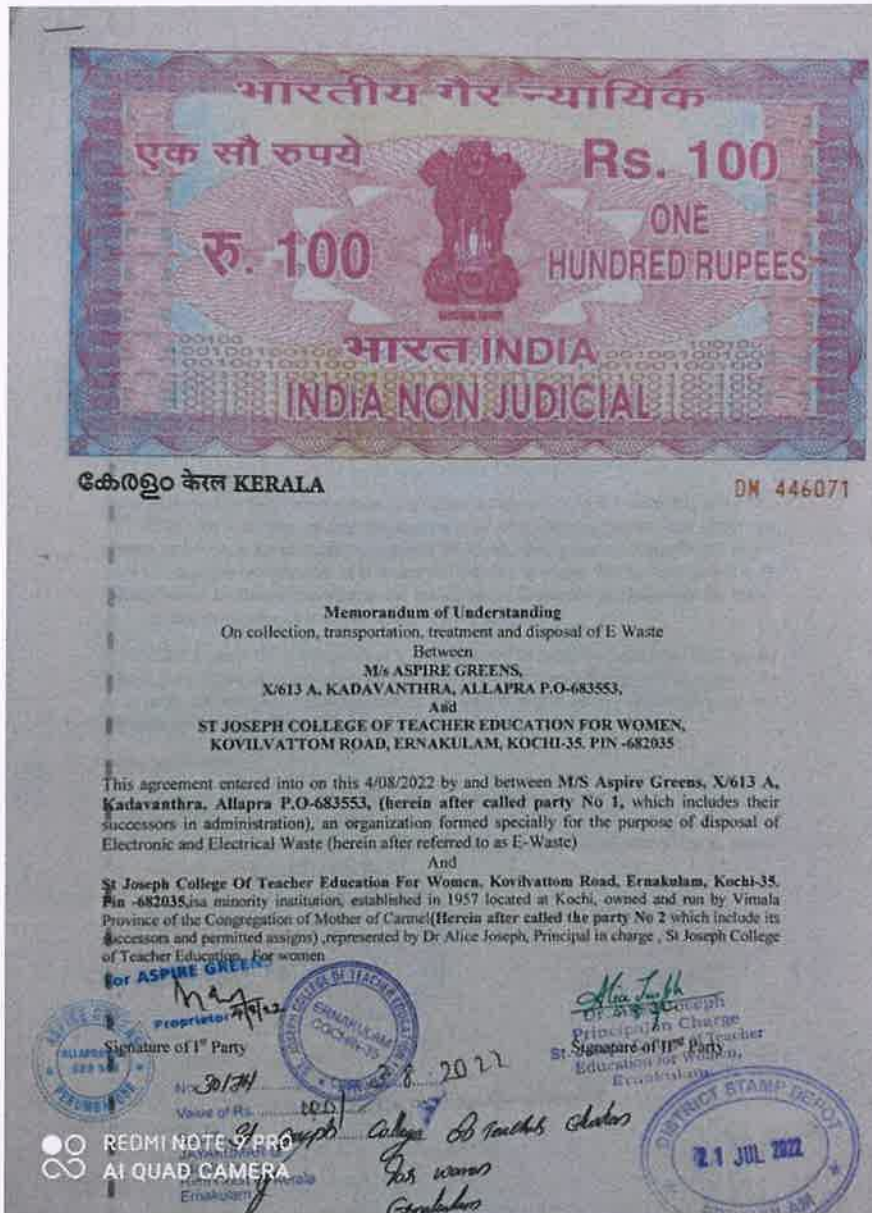 भारतीय गैर न्यायिक
एक सौ रुपये Rs. 100
रु. 100 ONE HUNDRED RUPEES
भारत INDIA
INDIA NON JUDICIAL
കേരളം केरल KERALA
DM 446071
Memorandum of Understanding
On collection, transportation, treatment and disposal of E Waste
Between
M/s ASPIRE GREENS,
X/613 A, KADAVANTHRA, ALLAPRA P.O-683553,
And
ST JOSEPH COLLEGE OF TEACHER EDUCATION FOR WOMEN,
KOVILVATTOM ROAD, ERNAKULAM, KOCHI-35. PIN -682035
This agreement entered into on this 4/08/2022 by and between M/S Aspire Greens, X/613 A,
Kadavanthra, Allapra P.O-683553, (herein after called party No 1, which includes their
successors in administration), an organization formed specially for the purpose of disposal of
Electronic and Electrical Waste (herein after referred to as E-Waste)
And
St Joseph College Of Teacher Education For Women, Kovilvattom Road, Ernakulam, Kochi-35.
Pin -682035,isa minority institution, established in 1957 located at Kochi, owned and run by Vimala
Province of the Congregation of Mother of Carmel(Herein after called the party No 2 which include its
successors and permitted assigns) ,represented by Dr Alice Joseph, Principal in charge , St Joseph College
of Teacher Education, For women
For ASPIRE GREENS
Proprietor
Signature of Ist Party
ERNAKULAM
COCHIN-35
Principal in Charge
Signature of IInd Party
Education for Women,
Ernakulam
No 30174
2022
Value of Rs.
St Joseph College
for women
Ernakulam
Ernakulam
DISTRICT STAMP DEPOT
21 JUL 2022
REDMI NOTE 9 PRO
AI QUAD CAMERA